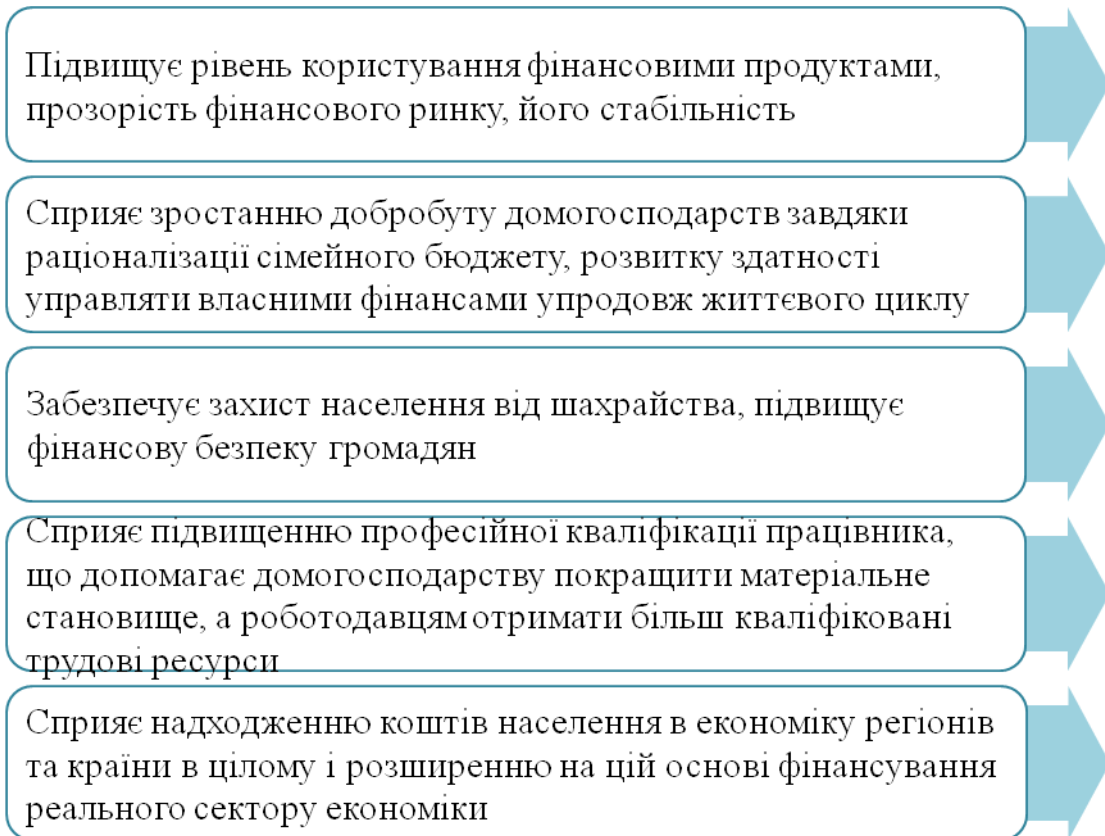 Підвищує рівень користування фінансовими продуктами,
прозорість фінансового ринку, його стабільність
Сприяє зростанню добробуту домогосподарств завдяки
раціоналізації сімейного бюджету, розвитку здатності
управляти власними фінансами упродовж життєвого циклу
Забезпечує захист населення від шахрайства, підвищує
фінансову безпеку громадян
Сприяє підвищенню професійної кваліфікації працівника,
що допомагає домогосподарству покращити матеріальне
становище, а роботодавцям отримати більш кваліфіковані
трудові ресурси
Сприяє надходженню коштів населення в економіку регіонів
та країни в цілому і розширенню на цій основі фінансування
реального сектору економіки